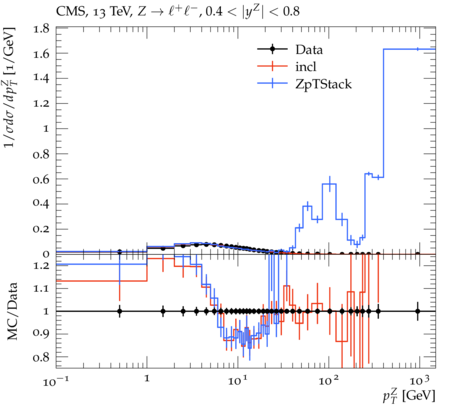 CMS, 13 TeV, Z → ℓ⁺ℓ⁻, 0.4 < |y^Z| < 0.8
1/σdσ/dp_T^Z [1/GeV]
1.8
1.6
1.4
1.2
1
0.8
0.6
0.4
0.2
0
Data
incl
ZpTStack
MC/Data
1.2
1.1
1
0.9
0.8
10⁻¹ 1 10¹ 10² 10³
p_T^Z [GeV]